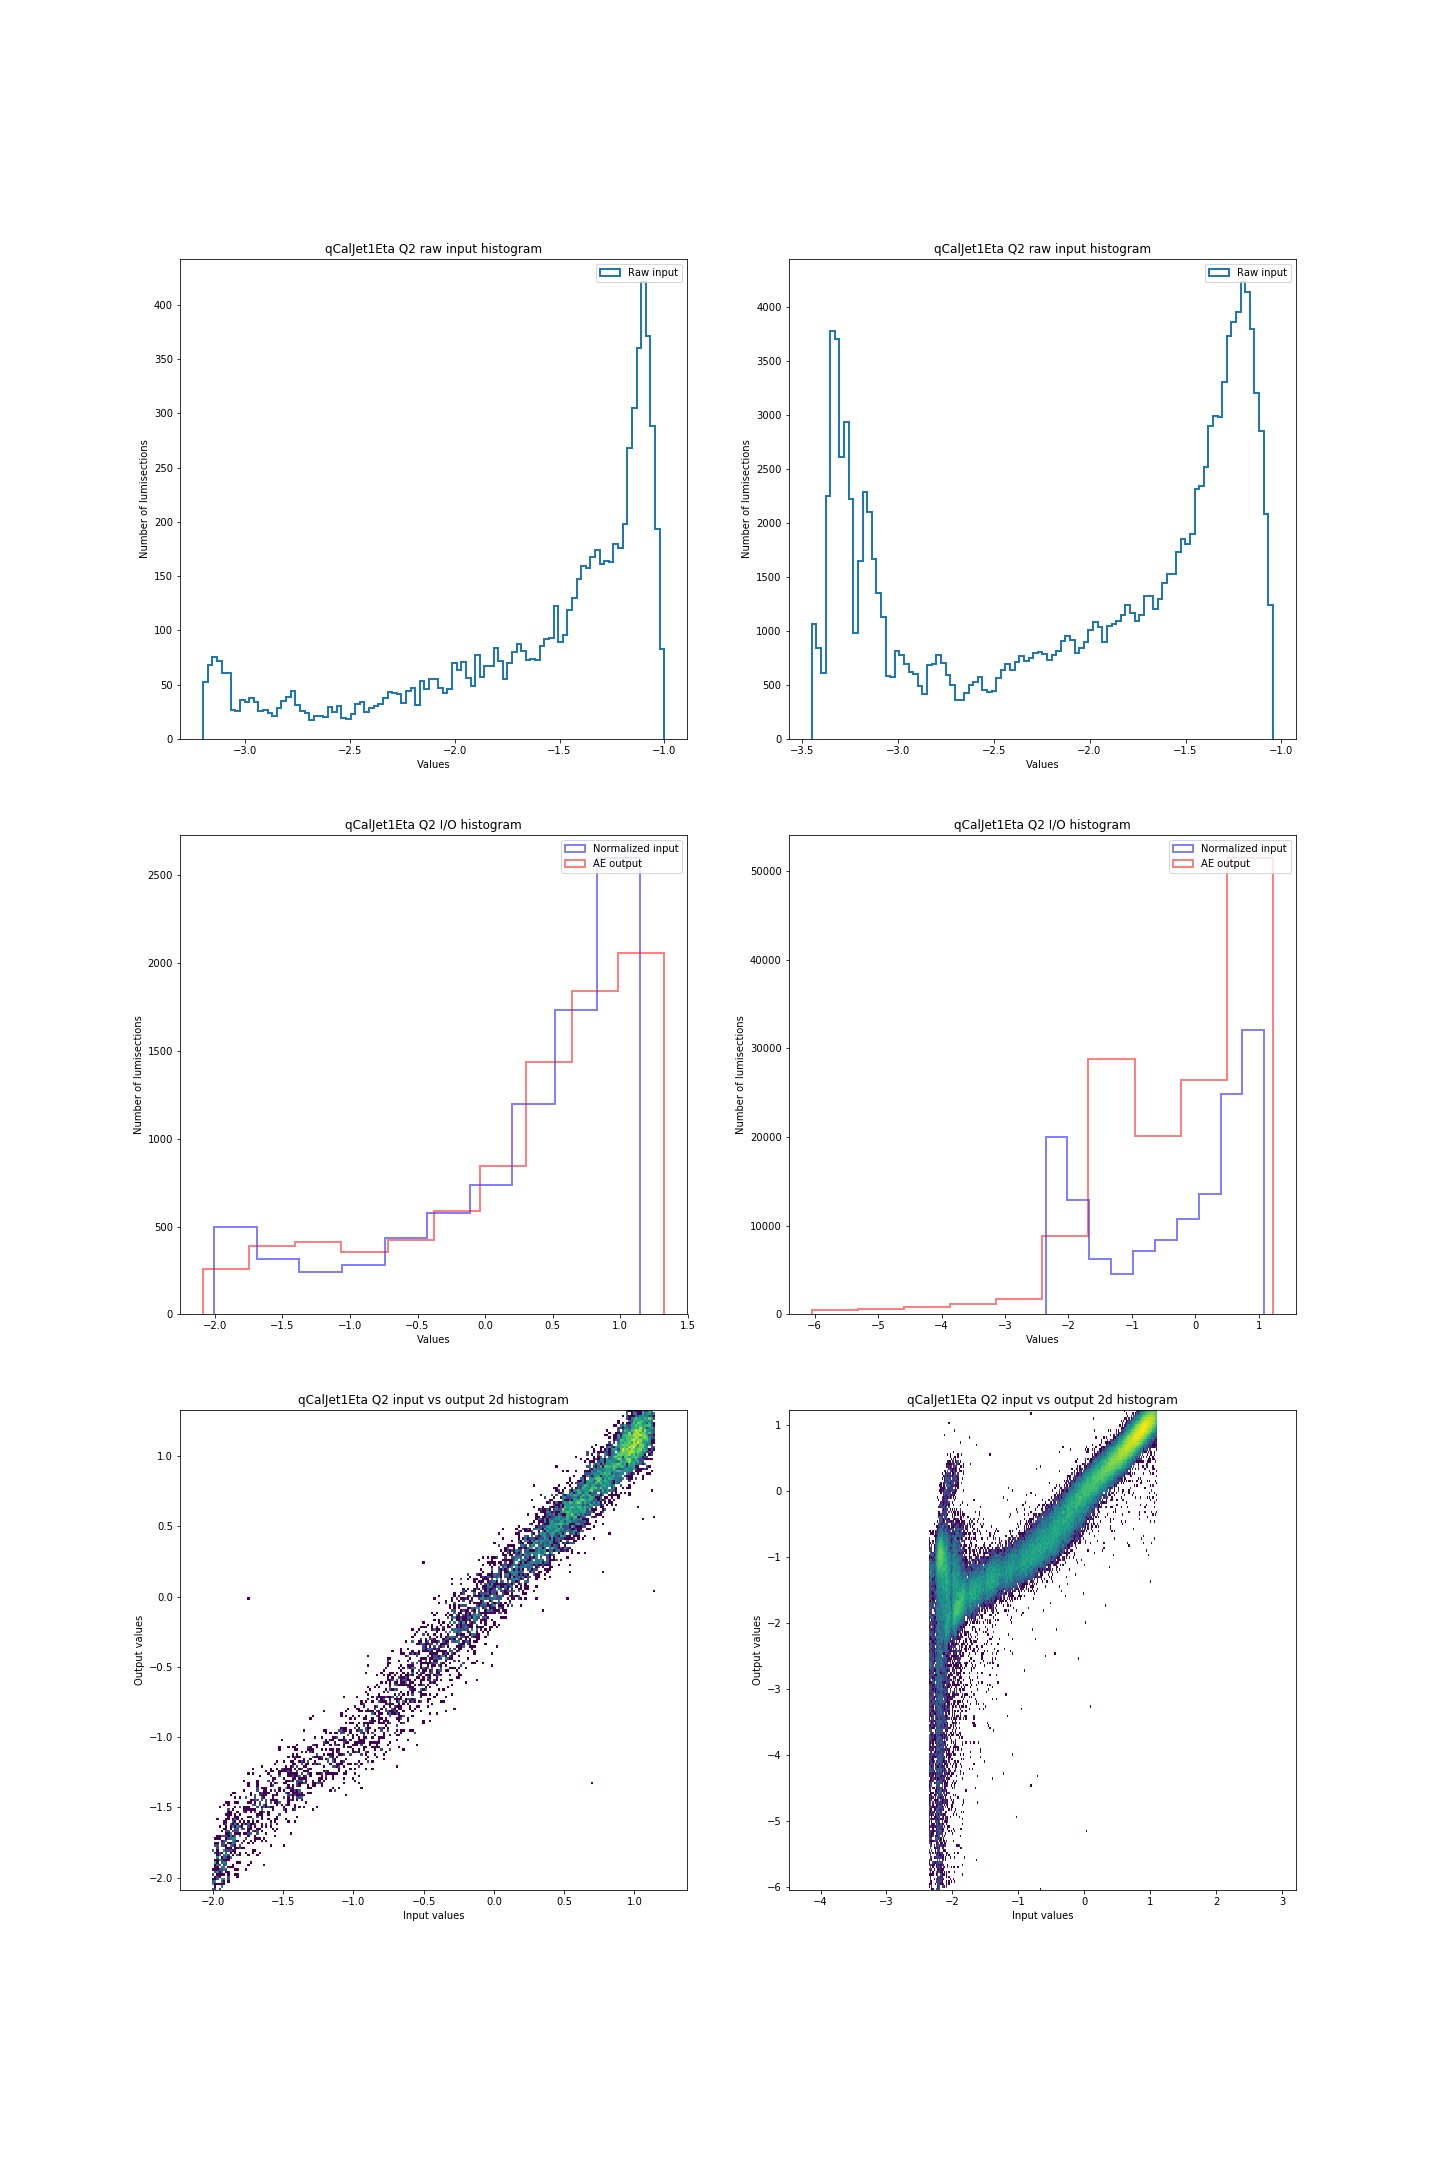 qCalJet1Eta Q2 raw input histogram
Raw input
400
350
300
250
200
150
100
50
0
Number of lumisections
−3.0 −2.5 −2.0 −1.5 −1.0
Values
qCalJet1Eta Q2 raw input histogram
Raw input
4000
3500
3000
2500
2000
1500
1000
500
0
Number of lumisections
−3.5 −3.0 −2.5 −2.0 −1.5 −1.0
Values
qCalJet1Eta Q2 I/O histogram
Normalized input
AE output
2500
2000
1500
1000
500
0
Number of lumisections
−2.0 −1.5 −1.0 −0.5 0.0 0.5 1.0 1.5
Values
qCalJet1Eta Q2 I/O histogram
Normalized input
AE output
50000
40000
30000
20000
10000
0
Number of lumisections
−6 −5 −4 −3 −2 −1 0 1
Values
qCalJet1Eta Q2 input vs output 2d histogram
1.0
0.5
0.0
−0.5
−1.0
−1.5
−2.0
Output values
−2.0 −1.5 −1.0 −0.5 0.0 0.5 1.0
Input values
qCalJet1Eta Q2 input vs output 2d histogram
1
0
−1
−2
−3
−4
−5
−6
Output values
−4 −3 −2 −1 0 1 2 3
Input values